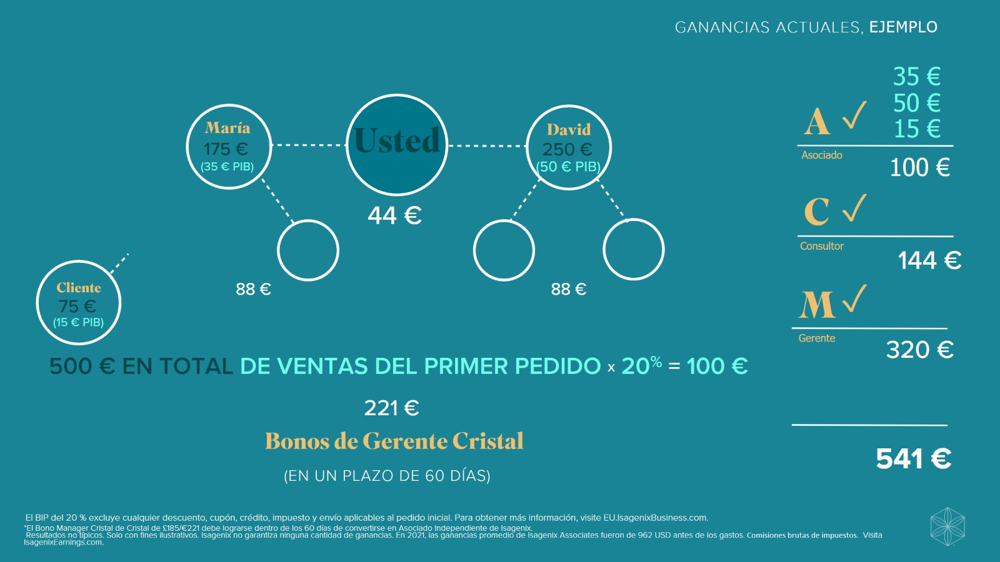 GANANCIAS ACTUALES, EJEMPLO
María
175 €
(35 € PIB)
Usted
44 €
David
250 €
(50 € PIB)
88 €
88 €
Cliente
75 €
(15 € PIB)
35 €
50 €
15 €
A ✓
Asociado
100 €
C ✓
Consultor
144 €
M ✓
Gerente
320 €
541 €
500 € EN TOTAL DE VENTAS DEL PRIMER PEDIDO x 20% = 100 €
221 €
Bonos de Gerente Cristal
(EN UN PLAZO DE 60 DÍAS)
El BIP del 20 % excluye cualquier descuento, cupón, crédito, impuesto y envío aplicables al pedido inicial. Para obtener más información, visite EU.IsagenixBusiness.com.
*El Bono Manager Cristal de Cristal de £185/€221 debe lograrse dentro de los 60 días de convertirse en Asociado Independiente de Isagenix.
Resultados no típicos. Solo con fines ilustrativos. Isagenix no garantiza ninguna cantidad de ganancias. En 2021, las ganancias promedio de Isagenix Associates fueron de 962 USD antes de los gastos. Comisiones brutas de impuestos. Visita
IsagenixEarnings.com.